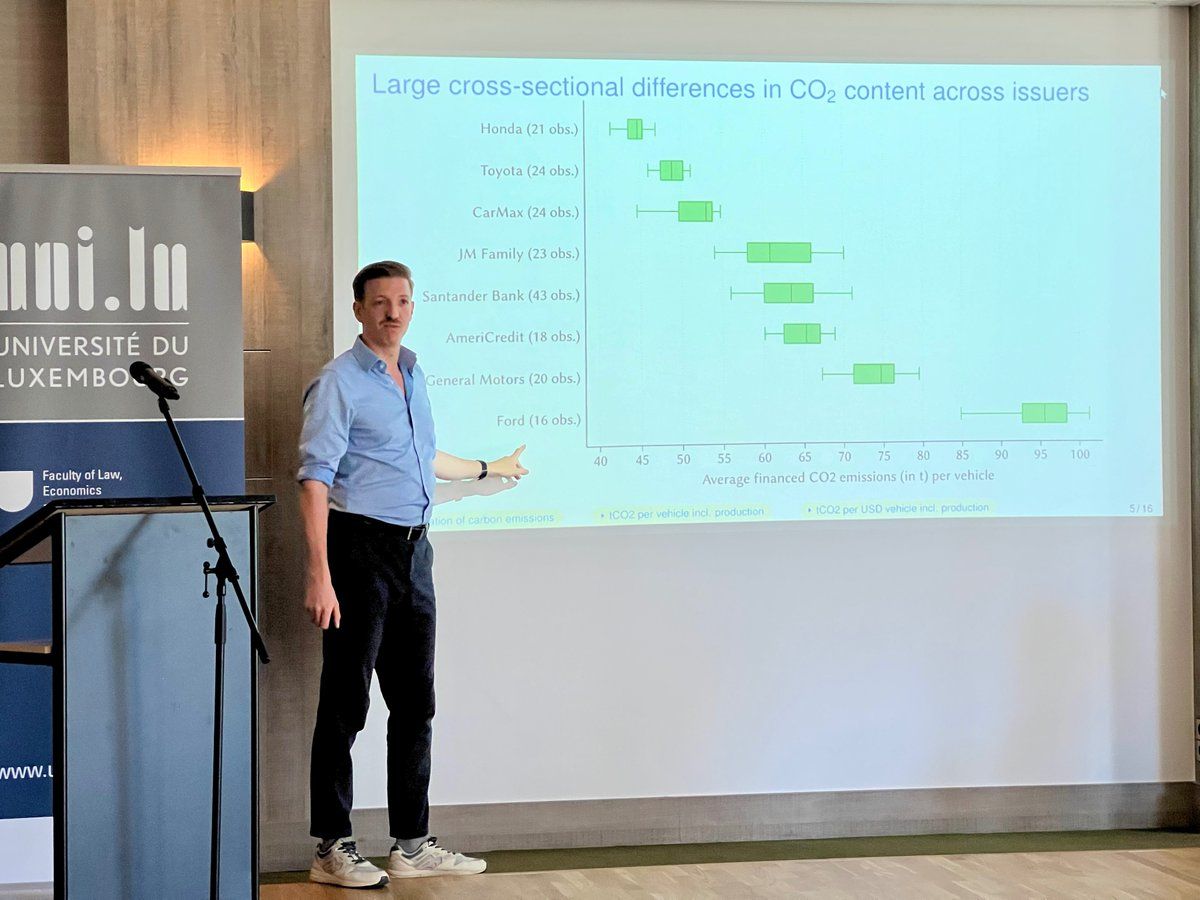 Large cross-sectional differences in CO₂ content across issuers
Honda (21 obs.)
Toyota (24 obs.)
CarMax (24 obs.)
JM Family (23 obs.)
Santander Bank (43 obs.)
AmeriCredit (18 obs.)
General Motors (20 obs.)
Ford (16 obs.)
40 45 50 55 60 65 70 75 80 85 90 95 100
Average financed CO2 emissions (in t) per vehicle
of carbon emissions
tCO2 per vehicle incl. production
tCO2 per USD vehicle incl. production
5/16
uni.lu
UNIVERSITÉ DU
LUXEMBOURG
Faculty of Law,
Economics
www.u